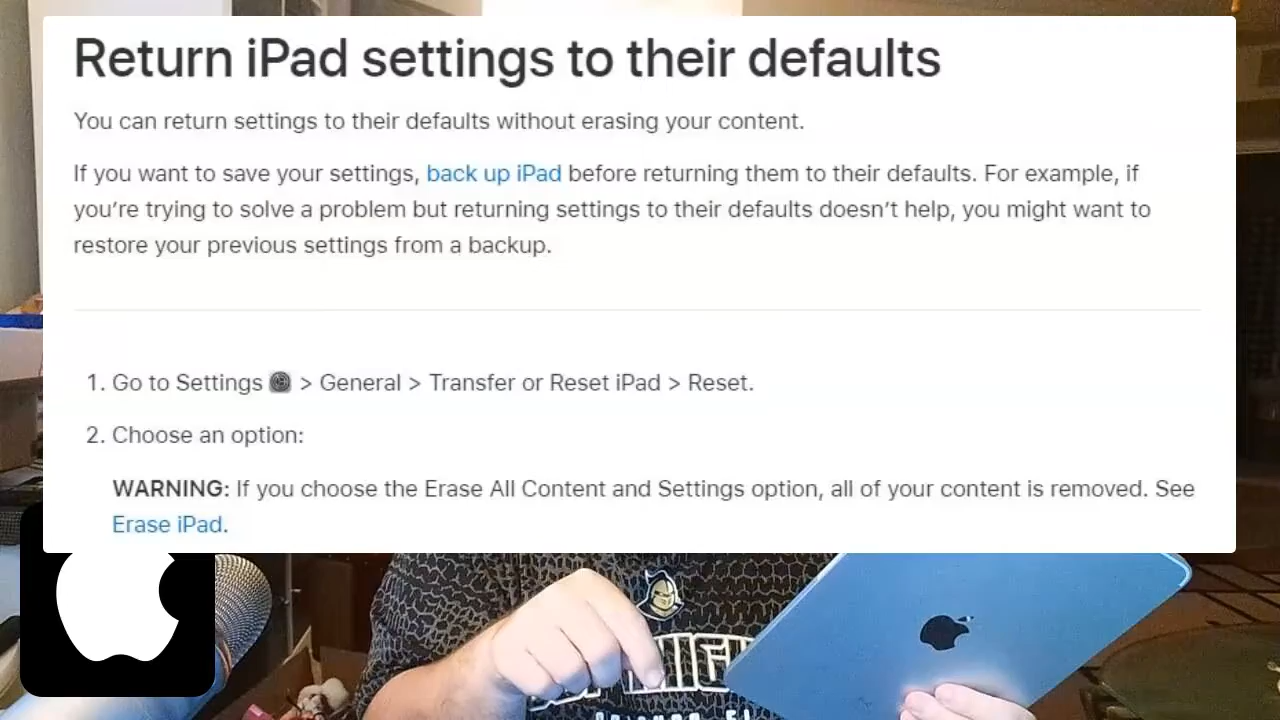 Return iPad settings to their defaults
You can return settings to their defaults without erasing your content.
If you want to save your settings, back up iPad before returning them to their defaults. For example, if
you’re trying to solve a problem but returning settings to their defaults doesn’t help, you might want to
restore your previous settings from a backup.
1. Go to Settings > General > Transfer or Reset iPad > Reset.
2. Choose an option:
WARNING: If you choose the Erase All Content and Settings option, all of your content is removed. See
Erase iPad.